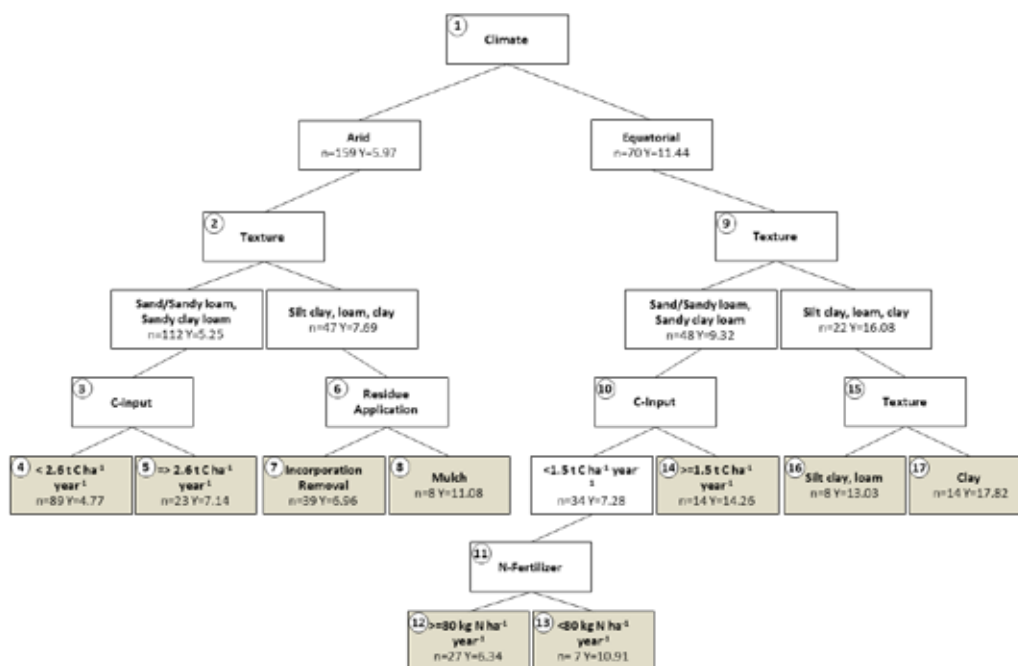 1
Climate
Arid
n=159 Y=5.97
Equatorial
n=70 Y=11.44
2
Texture
9
Texture
Sand/Sandy loam,
Sandy clay loam
n=112 Y=5.25
Silt clay, loam, clay
n=47 Y=7.69
Sand/Sandy loam,
Sandy clay loam
n=48 Y=9.32
Silt clay, loam, clay
n=22 Y=16.08
3
C-input
6
Residue
Application
10
C-Input
15
Texture
4
< 2.6 t C ha⁻¹
year⁻¹
n=89 Y=4.77
5
=> 2.6 t C ha⁻¹
year⁻¹
n=23 Y=7.14
7
Incorporation
Removal
n=39 Y=6.96
8
Mulch
n=8 Y=11.08
<1.5 t C ha⁻¹ year⁻
¹
n=34 Y=7.28
14
>=1.5 t C ha⁻¹
year⁻¹
n=14 Y=14.26
16
Silt clay, loam
n=8 Y=13.03
17
Clay
n=14 Y=17.82
11
N-Fertilizer
12
>=80 kg N ha⁻¹
year⁻¹
n=27 Y=6.34
13
<80 kg N ha⁻¹
year⁻¹
n= 7 Y=10.91